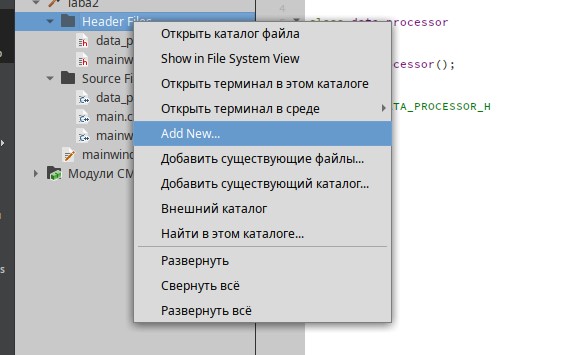 laba2
Header Files
data_p
mainw
Source Fi
data_p
main.c
mainw
mainwind
Модули CM
Открыть каталог файла
Show in File System View
Открыть терминал в этом каталоге
Открыть терминал в среде
Add New...
Добавить существующие файлы...
Добавить существующий каталог...
Внешний каталог
Найти в этом каталоге...
Развернуть
Свернуть всё
Развернуть всё
4
class data_processor
cessor();
TA_PROCESSOR_H